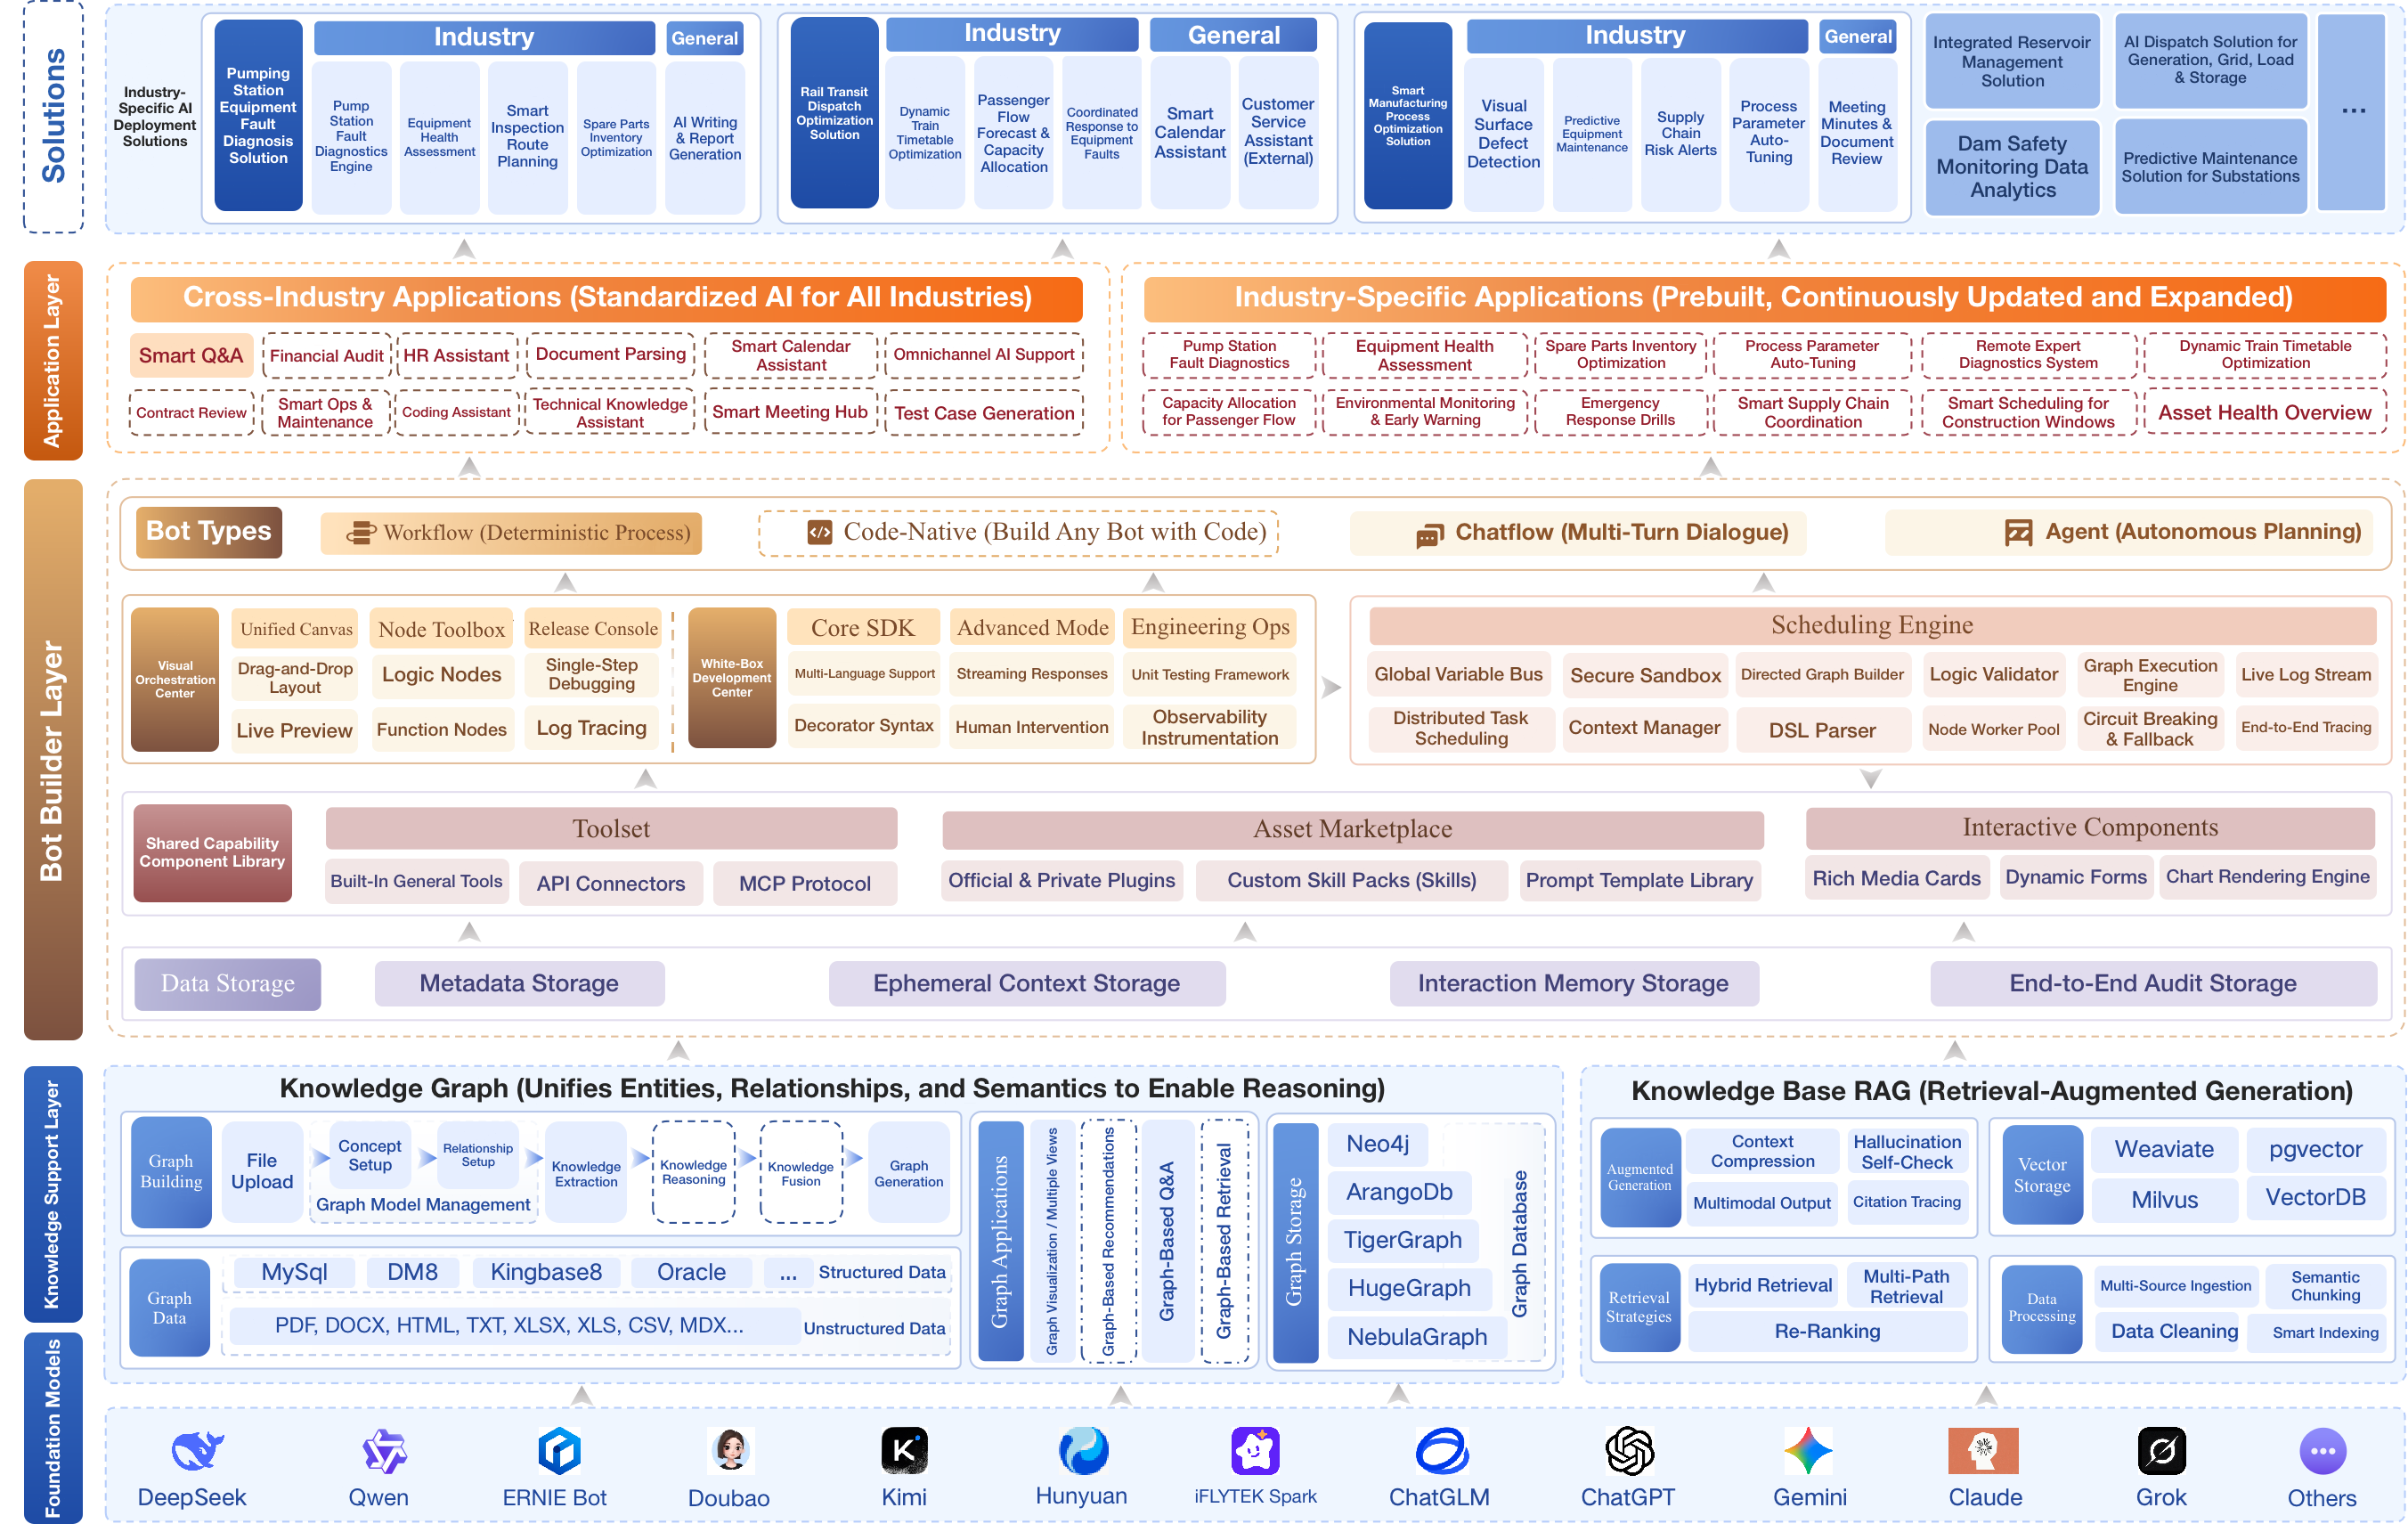 Solutions
Industry-
Specific AI
Deployment
Solutions
Pumping
Station
Equipment
Fault
Diagnosis
Solution
Industry
General
Pump
Station
Fault
Diagnostics
Engine
Equipment
Health
Assessment
Smart
Inspection
Route
Planning
Spare Parts
Inventory
Optimization
AI Writing
& Report
Generation
Rail Transit
Dispatch
Optimization
Solution
Industry
General
Dynamic
Train
Timetable
Optimization
Passenger
Flow
Forecast &
Capacity
Allocation
Coordinated
Response to
Equipment
Faults
Smart
Calendar
Assistant
Customer
Service
Assistant
(External)
Smart
Manufacturing
Process
Optimization
Solution
Industry
General
Visual
Surface
Defect
Detection
Predictive
Equipment
Maintenance
Supply
Chain
Risk Alerts
Process
Parameter
Auto-
Tuning
Meeting
Minutes &
Document
Review
Integrated Reservoir
Management
Solution
AI Dispatch Solution for
Generation, Grid, Load
& Storage
Dam Safety
Monitoring Data
Analytics
Predictive Maintenance
Solution for Substations
...
Application Layer
Cross-Industry Applications (Standardized AI for All Industries)
Smart Q&A
Financial Audit
HR Assistant
Document Parsing
Smart Calendar
Assistant
Omnichannel AI Support
Contract Review
Smart Ops &
Maintenance
Coding Assistant
Technical Knowledge
Assistant
Smart Meeting Hub
Test Case Generation
Industry-Specific Applications (Prebuilt, Continuously Updated and Expanded)
Pump Station
Fault Diagnostics
Equipment Health
Assessment
Spare Parts Inventory
Optimization
Process Parameter
Auto-Tuning
Remote Expert
Diagnostics System
Dynamic Train Timetable
Optimization
Capacity Allocation
for Passenger Flow
Environmental Monitoring
& Early Warning
Emergency
Response Drills
Smart Supply Chain
Coordination
Smart Scheduling for
Construction Windows
Asset Health Overview
Bot Builder Layer
Bot Types
Workflow (Deterministic Process)
Code-Native (Build Any Bot with Code)
Chatflow (Multi-Turn Dialogue)
Agent (Autonomous Planning)
Visual
Orchestration
Center
Unified Canvas
Node Toolbox
Release Console
Drag-and-Drop
Layout
Logic Nodes
Single-Step
Debugging
Live Preview
Function Nodes
Log Tracing
White-Box
Development
Center
Core SDK
Advanced Mode
Engineering Ops
Multi-Language Support
Streaming Responses
Unit Testing Framework
Decorator Syntax
Human Intervention
Observability
Instrumentation
Scheduling Engine
Global Variable Bus
Secure Sandbox
Directed Graph Builder
Logic Validator
Graph Execution
Engine
Live Log Stream
Distributed Task
Scheduling
Context Manager
DSL Parser
Node Worker Pool
Circuit Breaking
& Fallback
End-to-End Tracing
Shared Capability
Component Library
Toolset
Built-In General Tools
API Connectors
MCP Protocol
Asset Marketplace
Official & Private Plugins
Custom Skill Packs (Skills)
Prompt Template Library
Interactive Components
Rich Media Cards
Dynamic Forms
Chart Rendering Engine
Data Storage
Metadata Storage
Ephemeral Context Storage
Interaction Memory Storage
End-to-End Audit Storage
Knowledge Support Layer
Knowledge Graph (Unifies Entities, Relationships, and Semantics to Enable Reasoning)
Graph
Building
File
Upload
Concept
Setup
Relationship
Setup
Graph Model Management
Knowledge
Extraction
Knowledge
Reasoning
Knowledge
Fusion
Graph
Generation
Graph
Data
MySql
DM8
Kingbase8
Oracle
...
Structured Data
PDF, DOCX, HTML, TXT, XLSX, XLS, CSV, MDX...
Unstructured Data
Graph Applications
Graph Visualization / Multiple Views
Graph-Based Recommendations
Graph-Based Q&A
Graph-Based Retrieval
Graph Storage
Neo4j
ArangoDb
TigerGraph
HugeGraph
NebulaGraph
Graph Database
Knowledge Base RAG (Retrieval-Augmented Generation)
Augmented
Generation
Context
Compression
Hallucination
Self-Check
Multimodal Output
Citation Tracing
Vector
Storage
Weaviate
pgvector
Milvus
VectorDB
Retrieval
Strategies
Hybrid Retrieval
Multi-Path
Retrieval
Re-Ranking
Data
Processing
Multi-Source Ingestion
Semantic
Chunking
Data Cleaning
Smart Indexing
Foundation Models
DeepSeek
Qwen
ERNIE Bot
Doubao
Kimi
Hunyuan
iFLYTEK Spark
ChatGLM
ChatGPT
Gemini
Claude
Grok
Others